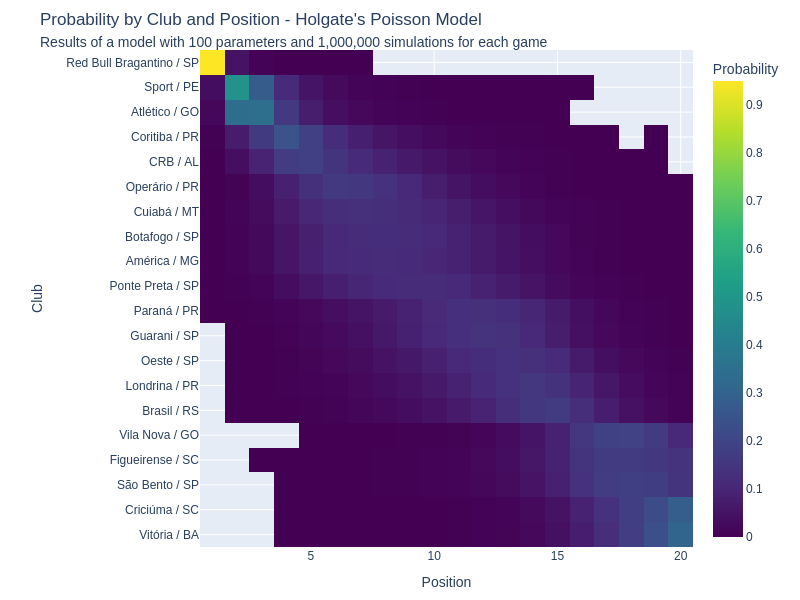 Probability by Club and Position - Holgate's Poisson Model
Results of a model with 100 parameters and 1,000,000 simulations for each game
Probability
Club
Red Bull Bragantino / SP
Sport / PE
Atlético / GO
Coritiba / PR
CRB / AL
Operário / PR
Cuiabá / MT
Botafogo / SP
América / MG
Ponte Preta / SP
Paraná / PR
Guarani / SP
Oeste / SP
Londrina / PR
Brasil / RS
Vila Nova / GO
Figueirense / SC
São Bento / SP
Criciúma / SC
Vitória / BA
0.9
0.8
0.7
0.6
0.5
0.4
0.3
0.2
0.1
0
5 10 15 20
Position